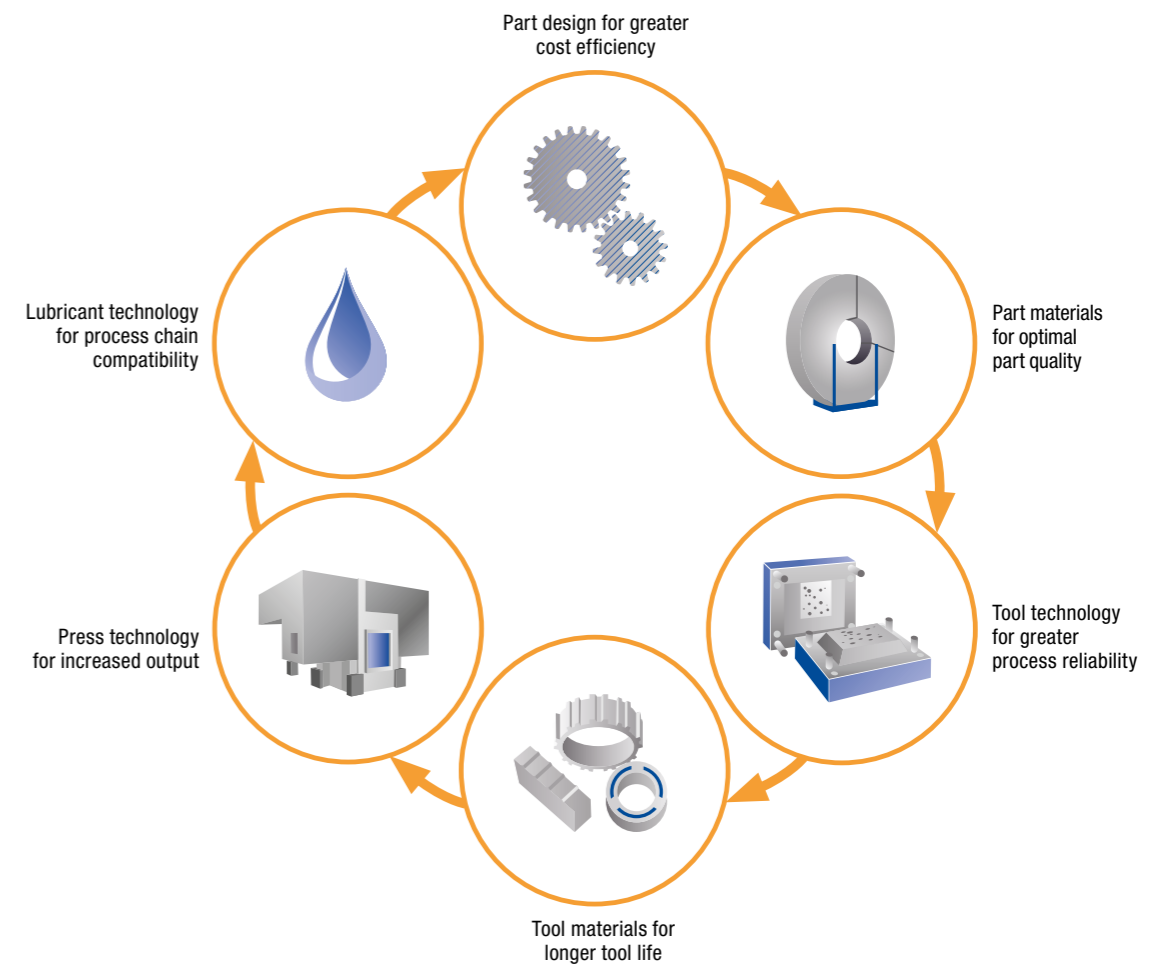 Part design for greater
cost efficiency
Part materials
for optimal
part quality
Tool technology
for greater
process reliability
Tool materials for
longer tool life
Press technology
for increased output
Lubricant technology
for process chain
compatibility